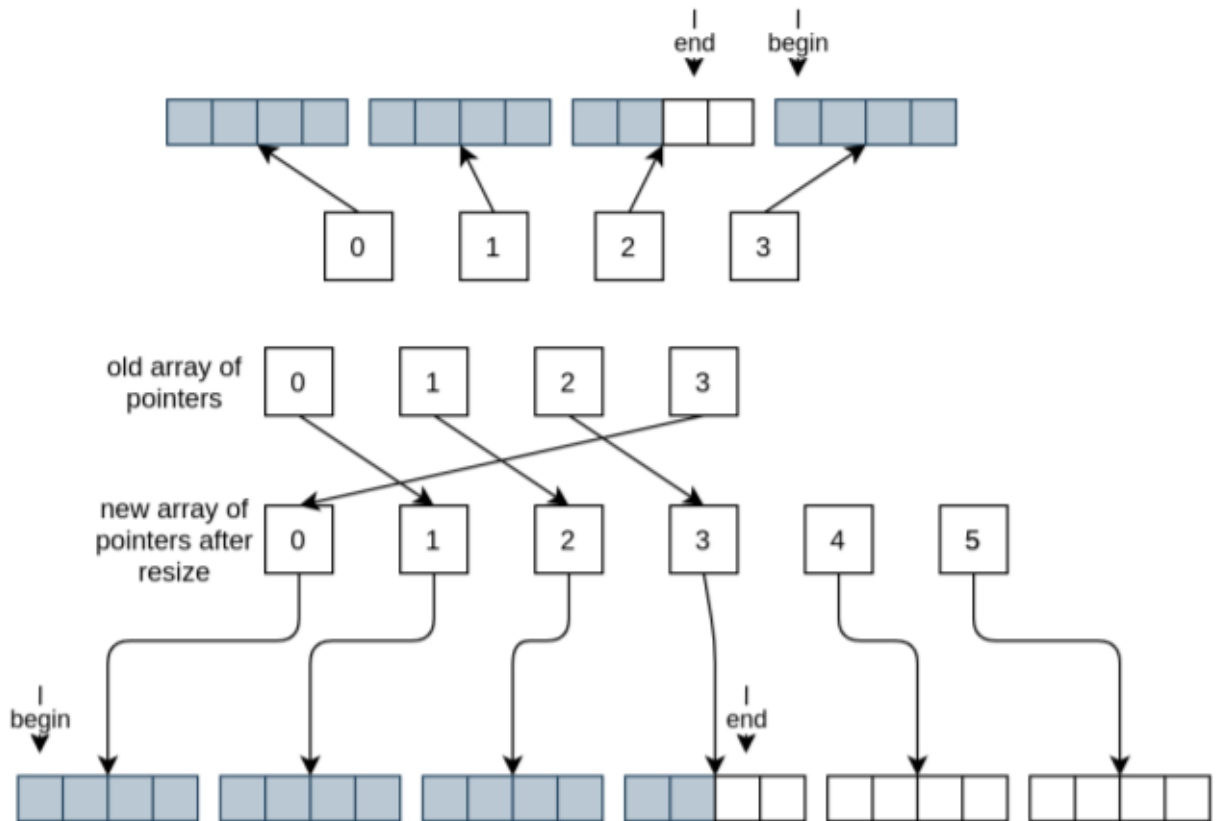 end
begin
0
1
2
3
old array of
pointers
0
1
2
3
new array of
pointers after
resize
0
1
2
3
4
5
begin
end